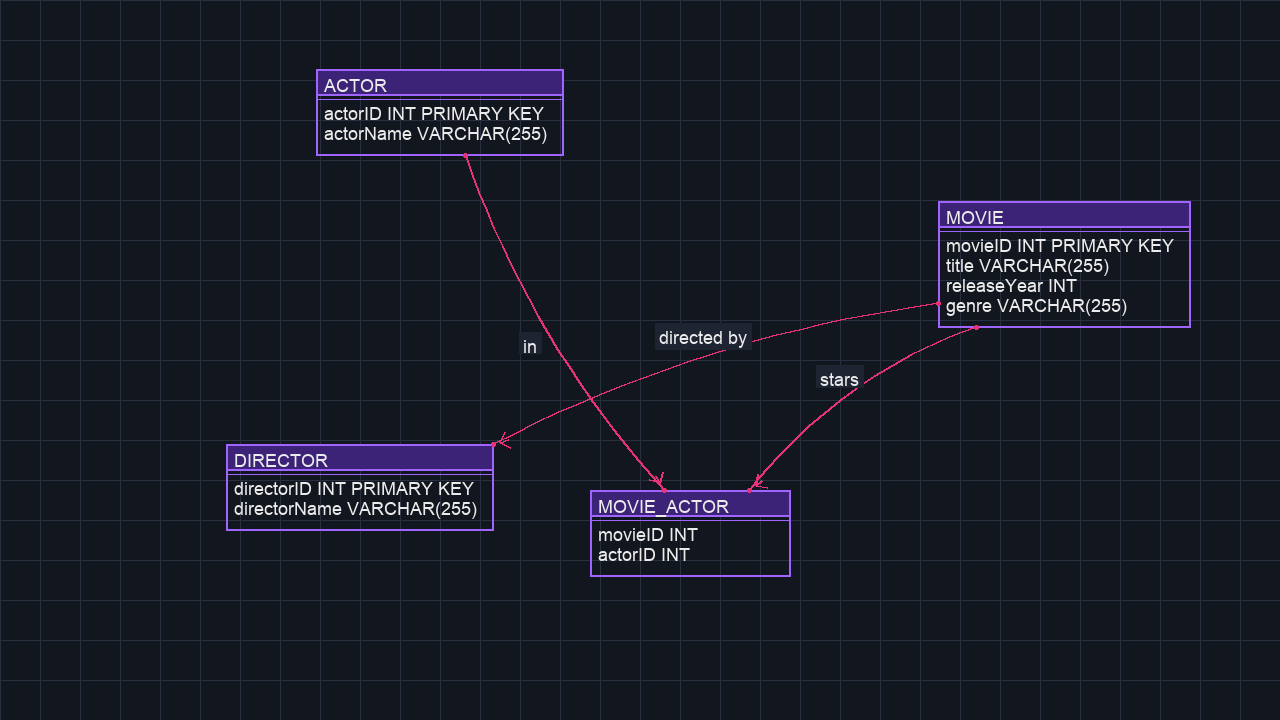 ACTOR
actorID INT PRIMARY KEY
actorName VARCHAR(255)
MOVIE
movieID INT PRIMARY KEY
title VARCHAR(255)
releaseYear INT
genre VARCHAR(255)
directed by
in
stars
DIRECTOR
directorID INT PRIMARY KEY
directorName VARCHAR(255)
MOVIE_ACTOR
movieID INT
actorID INT